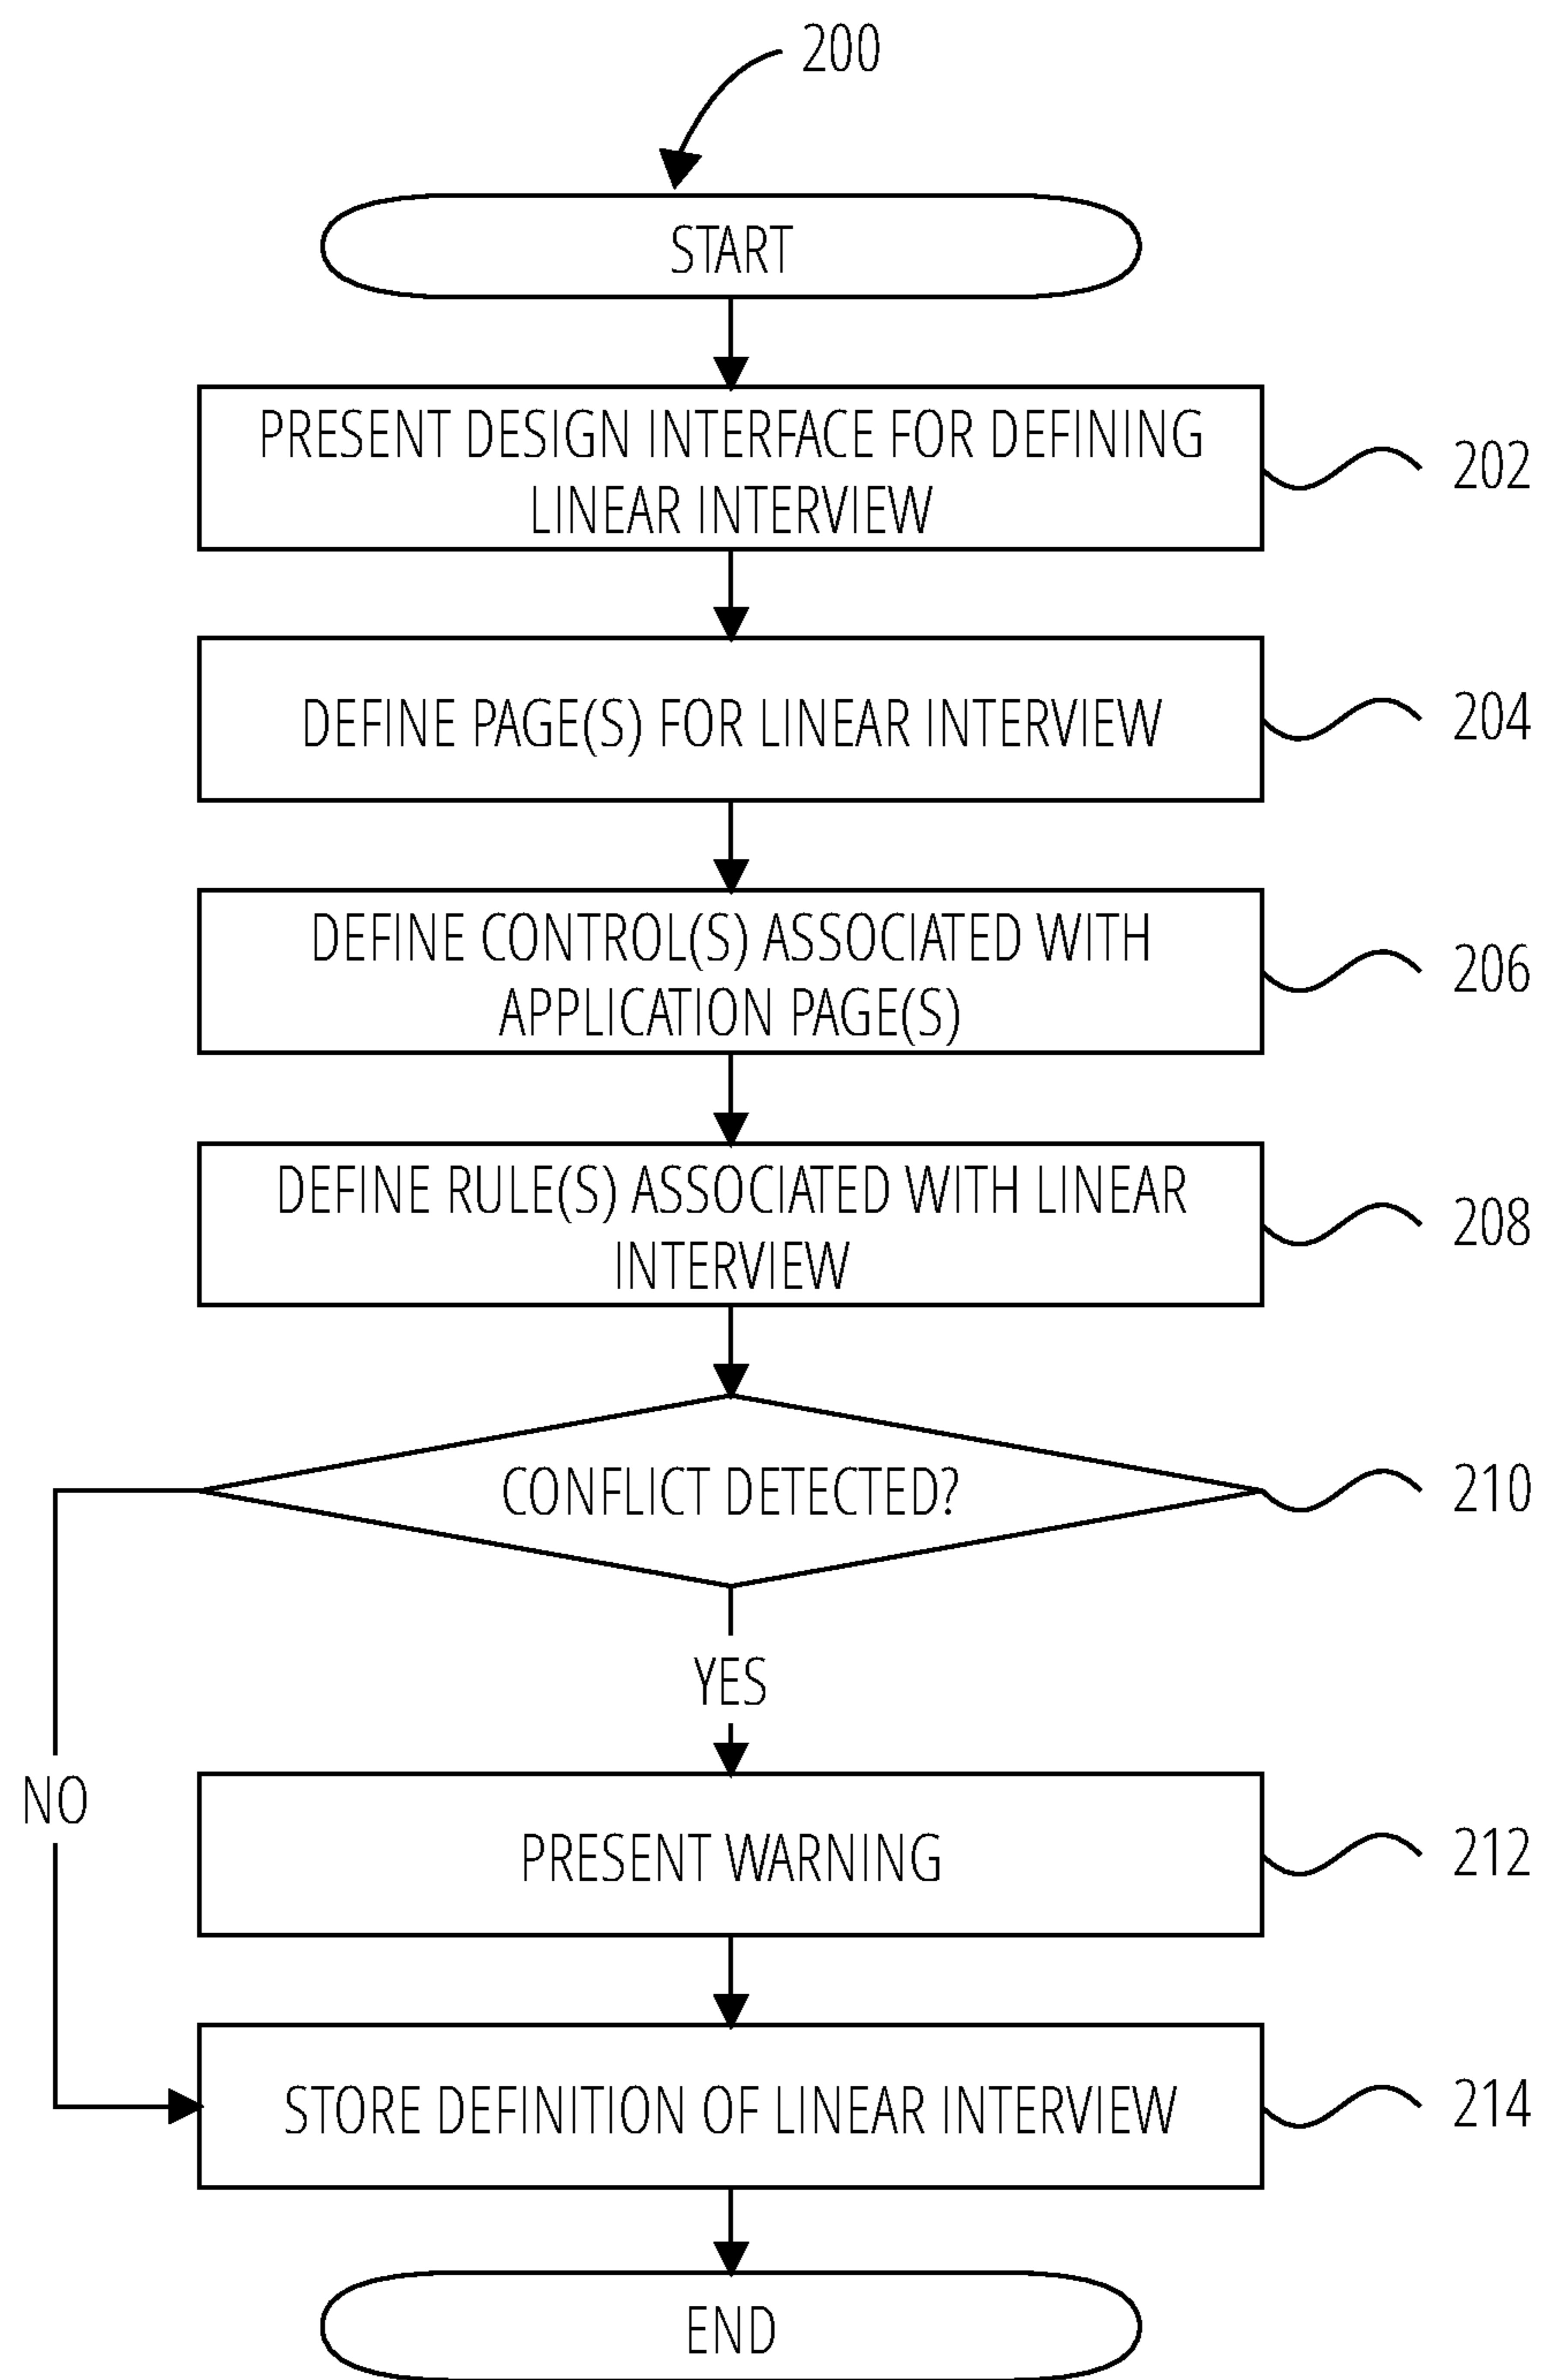 200
START
PRESENT DESIGN INTERFACE FOR DEFINING
LINEAR INTERVIEW
202
DEFINE PAGE(S) FOR LINEAR INTERVIEW
204
DEFINE CONTROL(S) ASSOCIATED WITH
APPLICATION PAGE(S)
206
DEFINE RULE(S) ASSOCIATED WITH LINEAR
INTERVIEW
208
CONFLICT DETECTED?
210
YES
NO
PRESENT WARNING
212
STORE DEFINITION OF LINEAR INTERVIEW
214
END